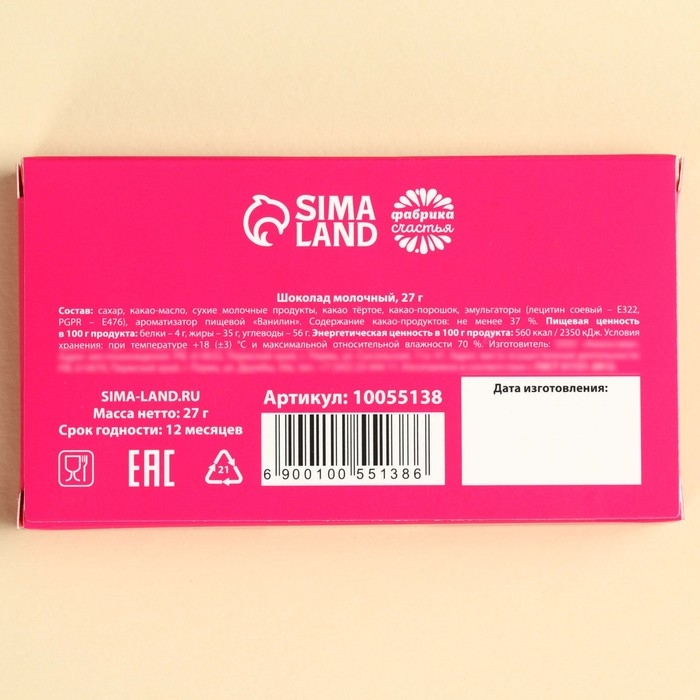 SIMA
LAND
фабрика
счастья
Шоколад молочный, 27 г
Состав: сахар, какао-масло, сухие молочные продукты, какао тёртое, какао-порошок, эмульгаторы (лецитин соевый – Е322,
PGPR – Е476), ароматизатор пищевой «Ванилин». Содержание какао-продуктов: не менее 37 %. Пищевая ценность
в 100 г продукта: белки – 4 г, жиры – 35 г, углеводы – 56 г. Энергетическая ценность в 100 г продукта: 560 ккал / 2350 кДж. Условия
хранения: при температуре +18 (±3) °С и максимальной относительной влажности 70 %. Изготовитель:
SIMA-LAND.RU
Масса нетто: 27 г
Срок годности: 12 месяцев
EAC
21
Артикул: 10055138
6 900100 551386
Дата изготовления: